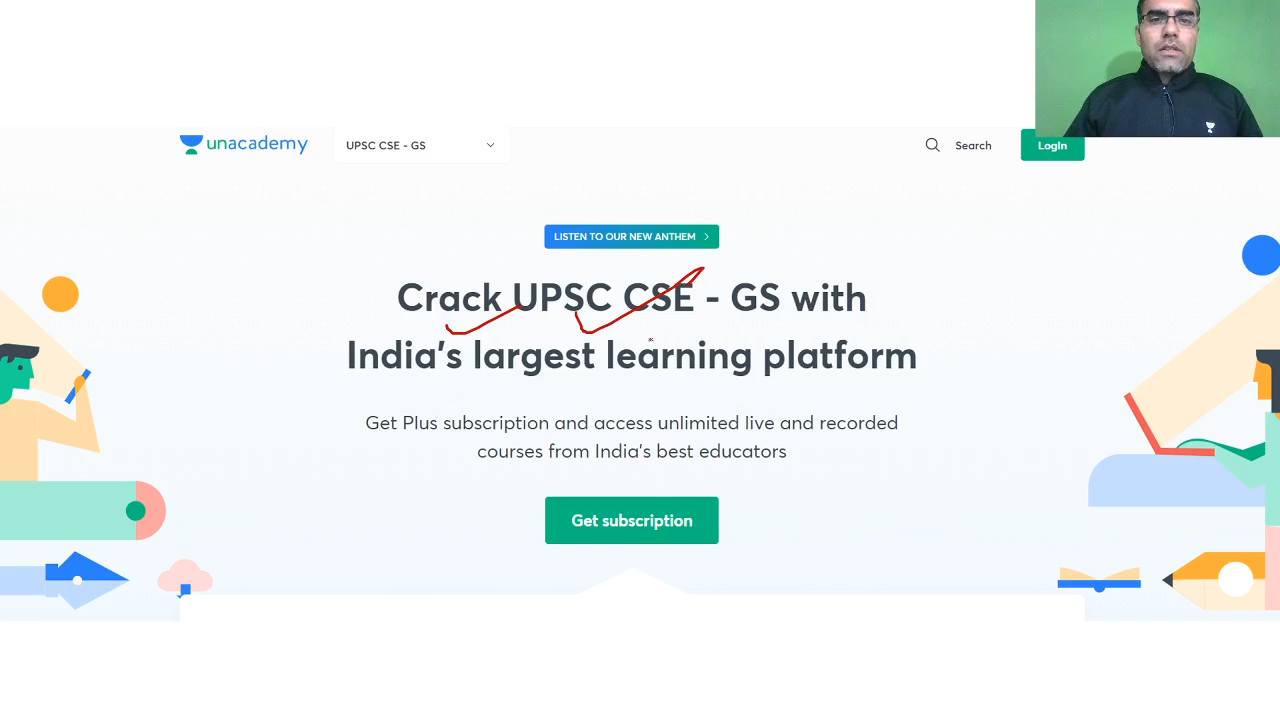 unacademy
UPSC CSE - GS
Search
Login
LISTEN TO OUR NEW ANTHEM
Crack UPSC CSE - GS with
India's largest learning platform
Get Plus subscription and access unlimited live and recorded
courses from India's best educators
Get subscription